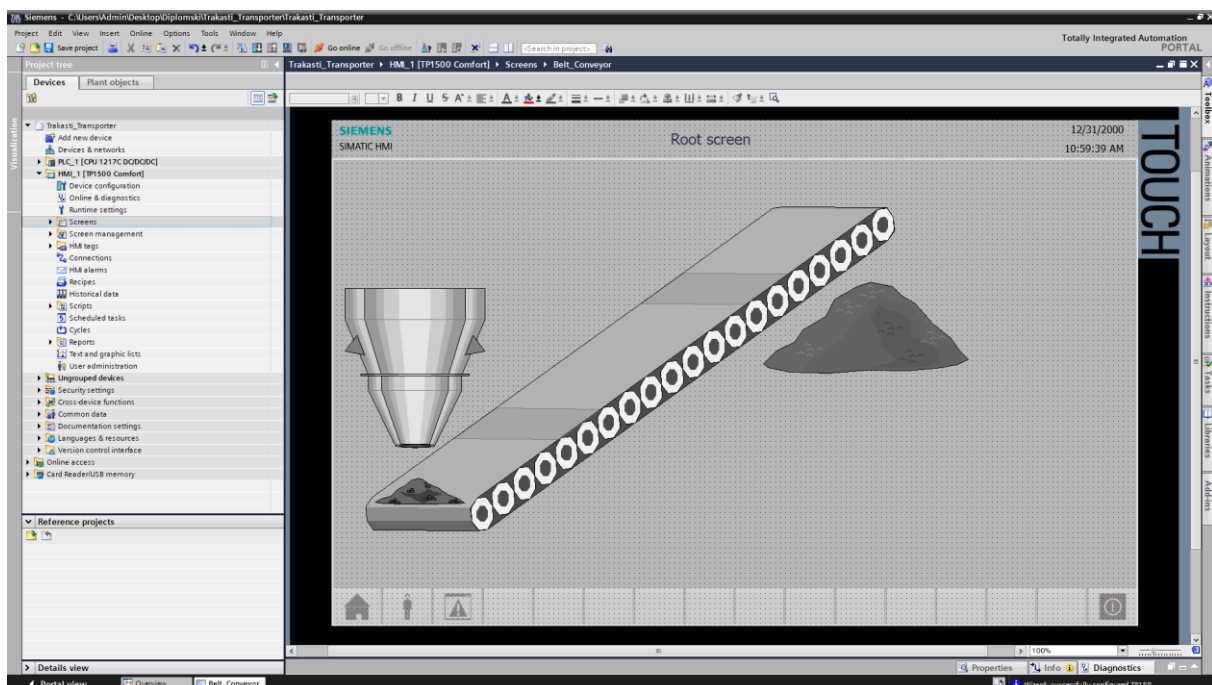 Siemens - C:\Users\Admin\Desktop\Diplomski\Trakasti_Transporter\Trakasti_Transporter
Project Edit View Insert Online Options Tools Window Help
Totally Integrated Automation
PORTAL
Save project
Go online
Go offline
<Search in project>
Project tree
Trakasti_Transporter
HMI_1 [TP1500 Comfort]
Screens
Belt_Conveyor
Devices
Plant objects
B I U S A
Visualization
Trakasti_Transporter
Add new device
Devices & networks
PLC_1 [CPU 1217C DC/DC/DC]
HMI_1 [TP1500 Comfort]
Device configuration
Online & diagnostics
Runtime settings
Screens
Screen management
HMI tags
Connections
HMI alarms
Recipes
Historical data
Scripts
Scheduled tasks
Cycles
Reports
Text and graphic lists
User administration
Ungrouped devices
Security settings
Cross-device functions
Common data
Documentation settings
Languages & resources
Version control interface
Online access
Card Reader/USB memory
Reference projects
Details view
SIEMENS
SIMATIC HMI
Root screen
12/31/2000
10:59:39 AM
TOUCH
Toolbox
Animations
Layout
Instructions
Tasks
Libraries
Add-ins
100%
Properties
Info
Diagnostics
Portal view
Overview
Belt_Conveyor